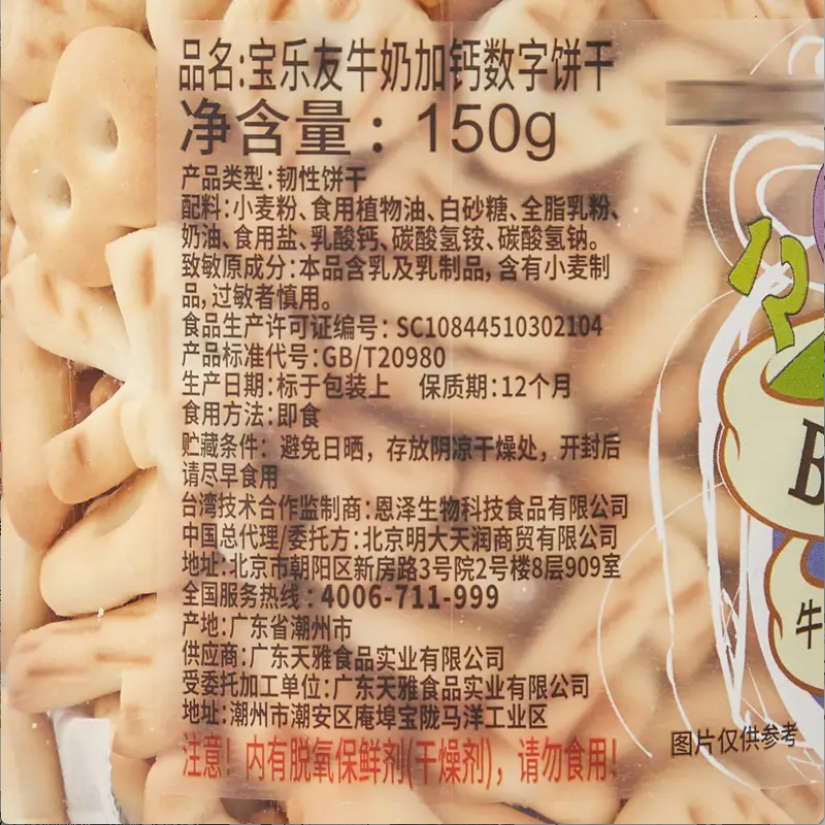 品名:宝乐友牛奶加钙数字饼干
净含量：150g
产品类型:韧性饼干
配料:小麦粉、食用植物油、白砂糖、全脂乳粉、
奶油、食用盐、乳酸钙、碳酸氢铵、碳酸氢钠。
致敏原成分:本品含乳及乳制品,含有小麦制
品,过敏者慎用。
食品生产许可证编号: SC10844510302104
产品标准代号:GB/T20980
生产日期:标于包装上 保质期:12个月
食用方法:即食
贮藏条件: 避免日晒，存放阴凉干燥处，开封后
请尽早食用
台湾技术合作监制商:恩泽生物科技食品有限公司
中国总代理/委托方:北京明大天润商贸有限公司
地址:北京市朝阳区新房路3号院2号楼8层909室
全国服务热线:4006-711-999
产地:广东省潮州市
供应商:广东天雅食品实业有限公司
受委托加工单位:广东天雅食品实业有限公司
地址:潮州市潮安区庵埠宝陇马洋工业区
注意！内有脱氧保鲜剂(干燥剂)，请勿食用！
B
牛
图片仅供参考